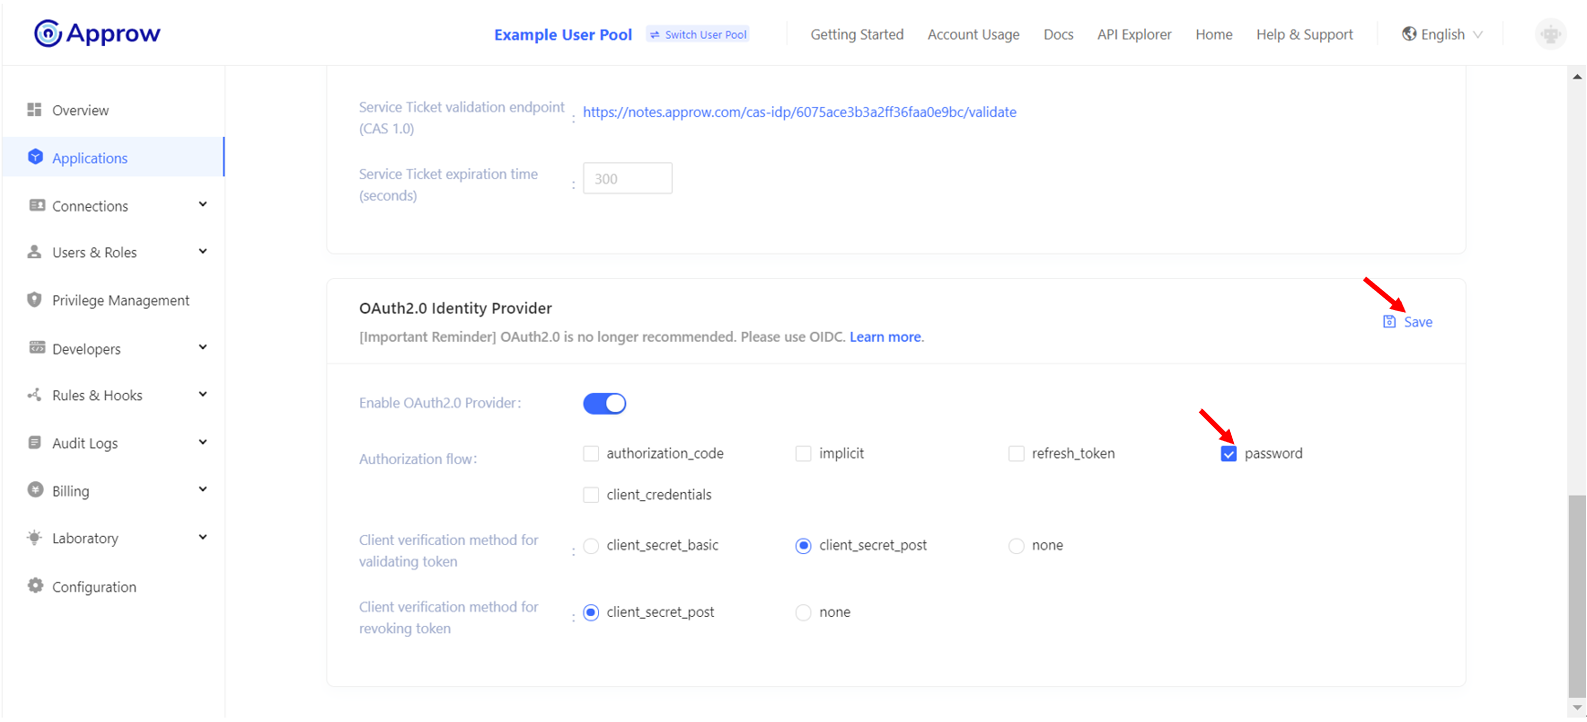 Approw
Example User Pool
Switch User Pool
Getting Started
Account Usage
Docs
API Explorer
Home
Help & Support
English
Overview
Applications
Connections
Users & Roles
Privilege Management
Developers
Rules & Hooks
Audit Logs
Billing
Laboratory
Configuration
Service Ticket validation endpoint
(CAS 1.0)
:
https://notes.approw.com/cas-idp/6075ace3b3a2ff36faa0e9bc/validate
Service Ticket expiration time
(seconds)
:
300
OAuth2.0 Identity Provider
[Important Reminder] OAuth2.0 is no longer recommended. Please use OIDC. Learn more.
Save
Enable OAuth2.0 Provider:
Authorization flow:
authorization_code
implicit
refresh_token
password
client_credentials
Client verification method for
validating token
:
client_secret_basic
client_secret_post
none
Client verification method for
revoking token
:
client_secret_post
none